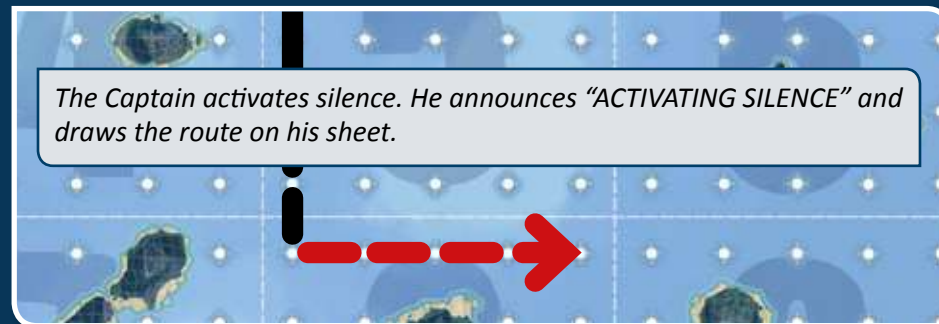 The Captain activates silence. He announces “ACTIVATING SILENCE” and
draws the route on his sheet.